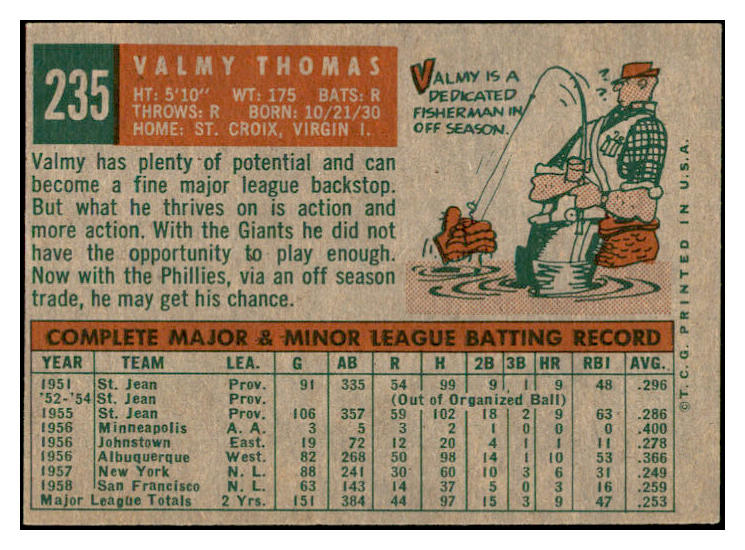 235
VALMY THOMAS
HT: 5'10" WT: 175 BATS: R
THROWS: R BORN: 10/21/30
HOME: ST. CROIX, VIRGIN I.
VALMY IS A
DEDICATED
FISHERMAN IN
OFF SEASON.
? ?
Valmy has plenty of potential and can
become a fine major league backstop.
But what he thrives on is action and
more action. With the Giants he did not
have the opportunity to play enough.
Now with the Phillies, via an off season
trade, he may get his chance.
COMPLETE MAJOR & MINOR LEAGUE BATTING RECORD
YEAR TEAM LEA. G AB R H 2B 3B HR RBI AVG.
1951 St. Jean Prov. 91 335 54 99 9 1 9 48 .296
'52-'54 St. Jean Prov. (Out of Organized Ball)
1955 St. Jean Prov. 106 357 59 102 18 2 9 63 .286
1956 Minneapolis A. A. 3 5 3 2 1 0 0 0 .400
1956 Johnstown East. 19 72 12 20 4 1 1 11 .278
1956 Albuquerque West. 82 268 50 98 14 1 10 53 .366
1957 New York N. L. 88 241 30 60 10 3 6 31 .249
1958 San Francisco N. L. 63 143 14 37 5 0 3 16 .259
Major League Totals 2 Yrs. 151 384 44 97 15 3 9 47 .253
© T. C. G. PRINTED IN U.S.A.